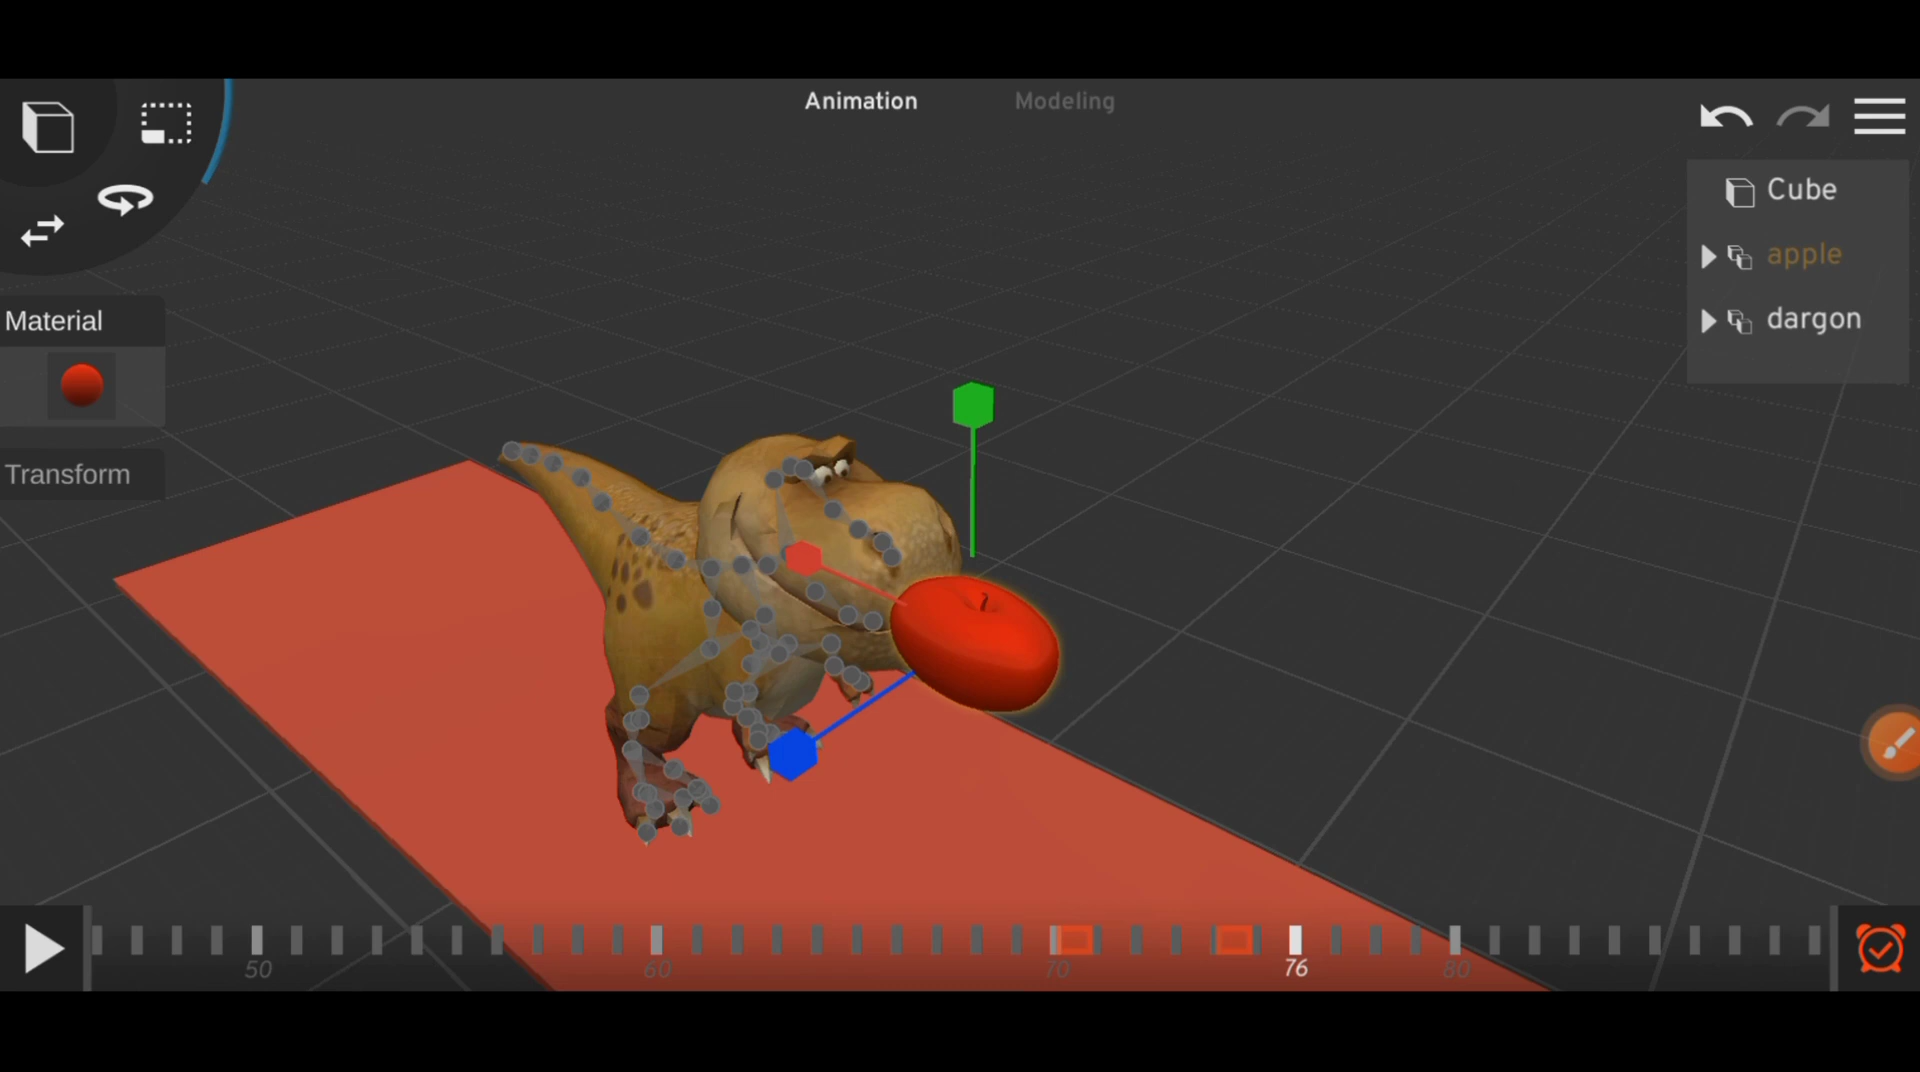 Animation
Modeling
Cube
apple
dargon
Material
Transform
50
60
70
76
80